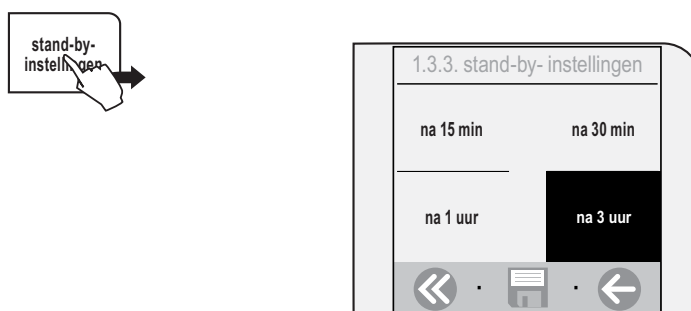 stand-by-
instellingen
1.3.3. stand-by- instellingen
na 15 min
na 30 min
na 1 uur
na 3 uur